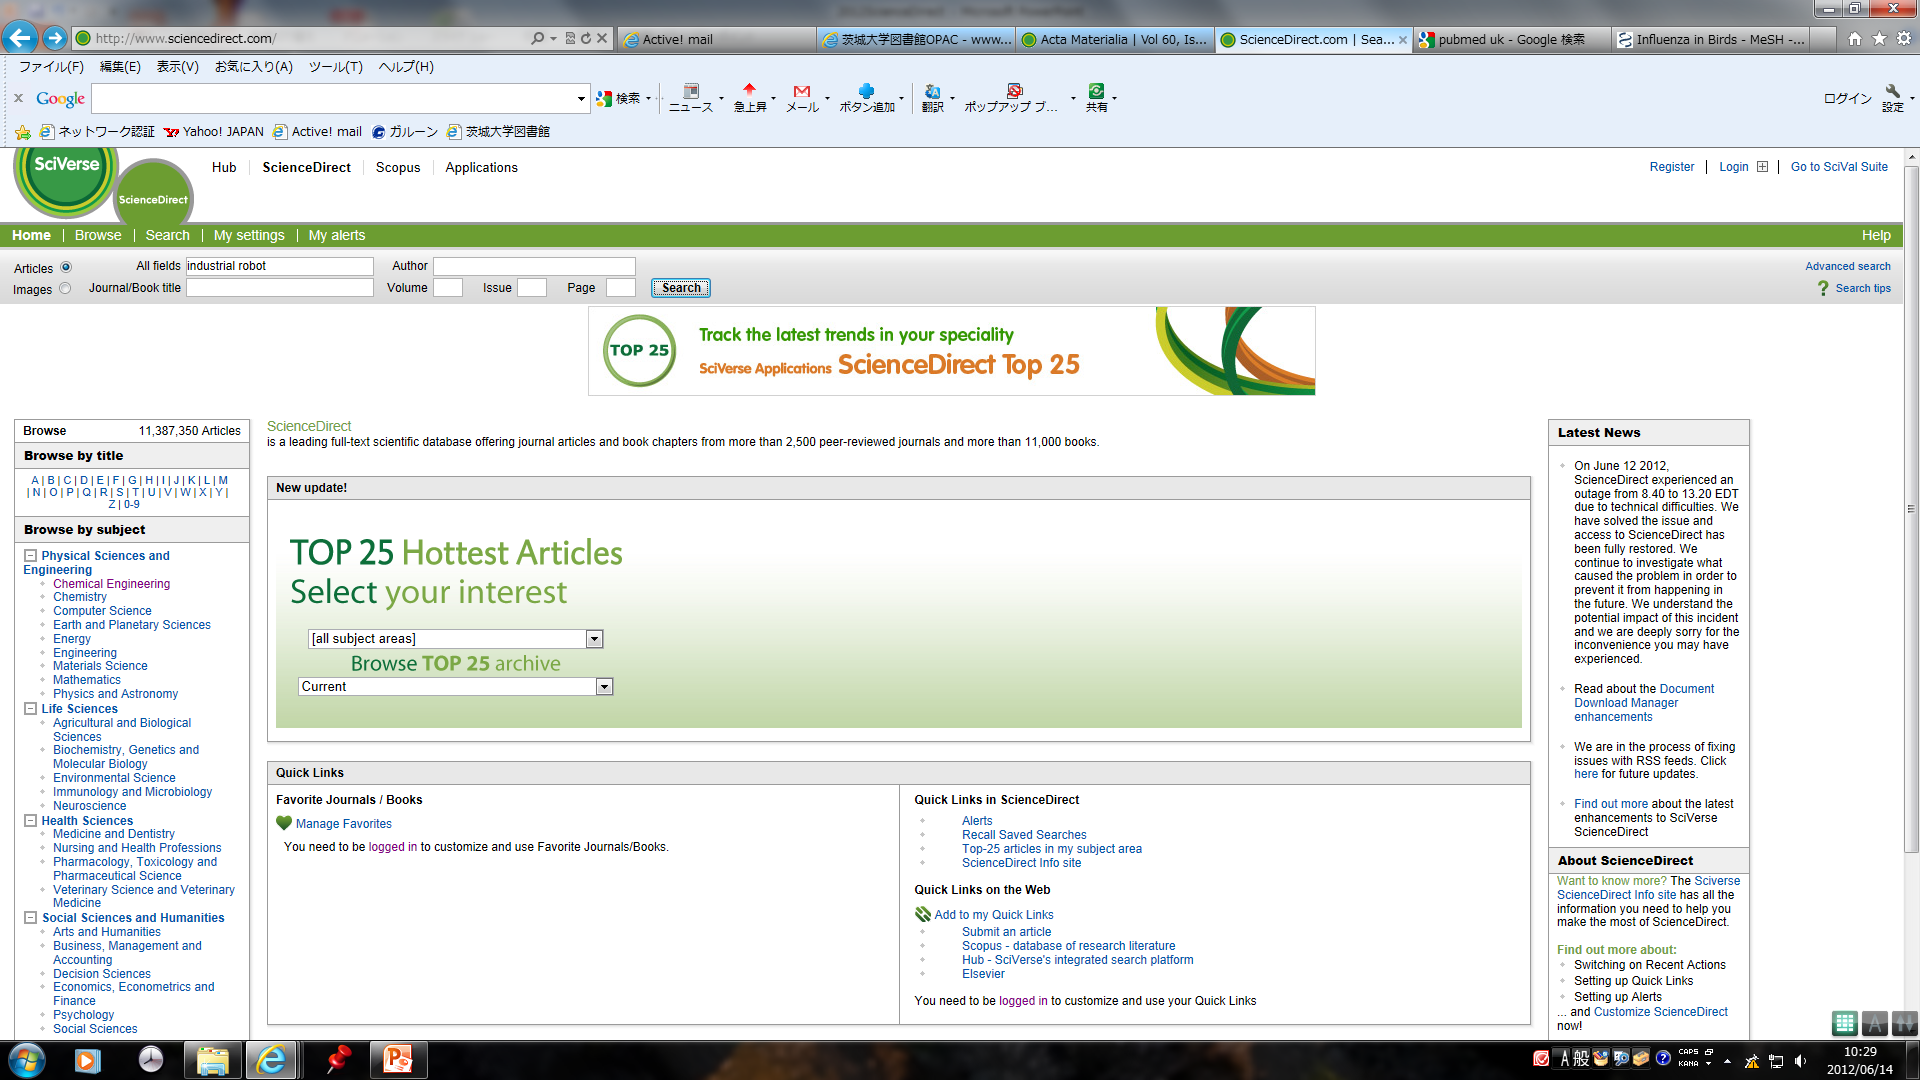 http://www.sciencedirect.com/
Active! mail
茨城大学図書館OPAC - www...
Acta Materialia | Vol 60, Is...
ScienceDirect.com | Sea...
pubmed uk - Google 検索
Influenza in Birds - MeSH -...
ファイル(F) 編集(E) 表示(V) お気に入り(A) ツール(T) ヘルプ(H)
x Google 検索 ニュース 急上昇 メール ボタン追加 翻訳 ポップアップ ブ... 共有 ログイン 設定
ネットワーク認証 Yahoo! JAPAN Active! mail ガルーン 茨城大学図書館
SciVerse
ScienceDirect
Hub ScienceDirect Scopus Applications
Register | Login | Go to SciVal Suite
Home | Browse | Search | My settings | My alerts Help
Articles All fields industrial robot Author Advanced search
Images Journal/Book title Volume Issue Page Search ? Search tips
TOP 25
Track the latest trends in your speciality
SciVerse Applications ScienceDirect Top 25
Browse 11,387,350 Articles
Browse by title
A | B | C | D | E | F | G | H | I | J | K | L | M
| N | O | P | Q | R | S | T | U | V | W | X | Y |
Z | 0-9
Browse by subject
Physical Sciences and
Engineering
Chemical Engineering
Chemistry
Computer Science
Earth and Planetary Sciences
Energy
Engineering
Materials Science
Mathematics
Physics and Astronomy
Life Sciences
Agricultural and Biological
Sciences
Biochemistry, Genetics and
Molecular Biology
Environmental Science
Immunology and Microbiology
Neuroscience
Health Sciences
Medicine and Dentistry
Nursing and Health Professions
Pharmacology, Toxicology and
Pharmaceutical Science
Veterinary Science and Veterinary
Medicine
Social Sciences and Humanities
Arts and Humanities
Business, Management and
Accounting
Decision Sciences
Economics, Econometrics and
Finance
Psychology
Social Sciences
ScienceDirect
is a leading full-text scientific database offering journal articles and book chapters from more than 2,500 peer-reviewed journals and more than 11,000 books.
New update!
TOP 25 Hottest Articles
Select your interest
[all subject areas]
Browse TOP 25 archive
Current
Quick Links
Favorite Journals / Books
Manage Favorites
You need to be logged in to customize and use Favorite Journals/Books.
Quick Links in ScienceDirect
Alerts
Recall Saved Searches
Top-25 articles in my subject area
ScienceDirect Info site
Quick Links on the Web
Add to my Quick Links
Submit an article
Scopus - database of research literature
Hub - SciVerse's integrated search platform
Elsevier
You need to be logged in to customize and use your Quick Links
Latest News
On June 12 2012,
ScienceDirect experienced an
outage from 8.40 to 13.20 EDT
due to technical difficulties. We
have solved the issue and
access to ScienceDirect has
been fully restored. We
continue to investigate what
caused the problem in order to
prevent it from happening in
the future. We understand the
potential impact of this incident
and we are deeply sorry for the
inconvenience you may have
experienced.
Read about the Document
Download Manager
enhancements
We are in the process of fixing
issues with RSS feeds. Click
here for future updates.
Find out more about the latest
enhancements to SciVerse
ScienceDirect
About ScienceDirect
Want to know more? The Sciverse
ScienceDirect Info site has all the
information you need to help you
make the most of ScienceDirect.
Find out more about:
Switching on Recent Actions
Setting up Quick Links
Setting up Alerts
... and Customize ScienceDirect
now!
A 般 CAPS KANA
10:29
2012/06/14